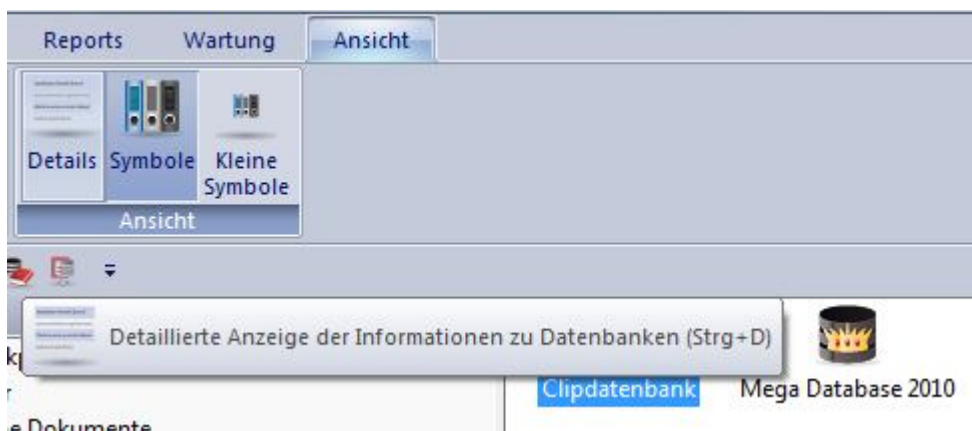 Reports Wartung Ansicht
Details Symbole Kleine
Symbole
Ansicht
Detaillierte Anzeige der Informationen zu Datenbanken (Strg+D)
Clipdatenbank Mega Database 2010
Dokumente